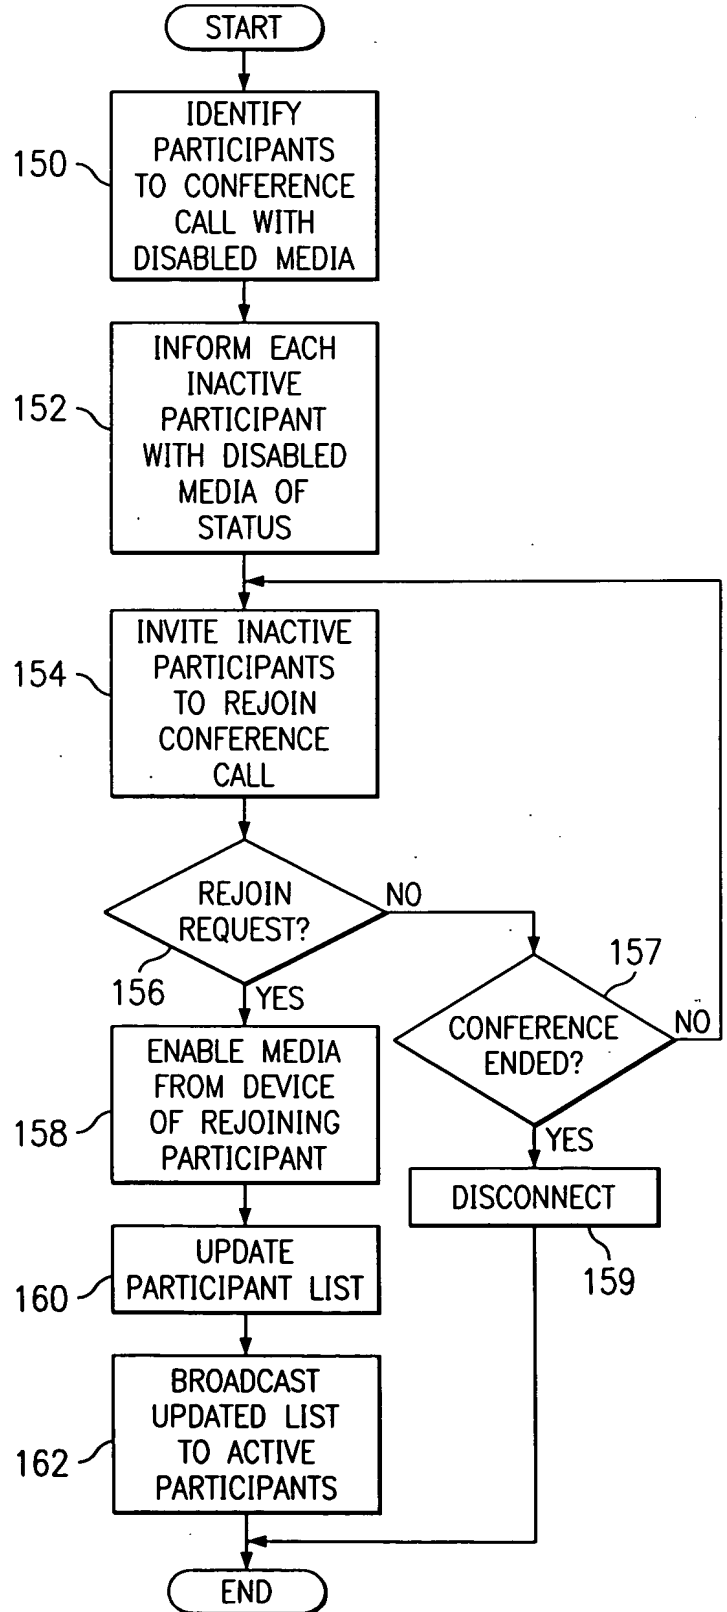 START
IDENTIFY
PARTICIPANTS
TO CONFERENCE
CALL WITH
DISABLED MEDIA
150
INFORM EACH
INACTIVE
PARTICIPANT
WITH DISABLED
MEDIA OF
STATUS
152
INVITE INACTIVE
PARTICIPANTS
TO REJOIN
CONFERENCE
CALL
154
REJOIN
REQUEST?
156
NO
YES
CONFERENCE
ENDED?
157
NO
YES
ENABLE MEDIA
FROM DEVICE
OF REJOINING
PARTICIPANT
158
DISCONNECT
159
UPDATE
PARTICIPANT LIST
160
BROADCAST
UPDATED LIST
TO ACTIVE
PARTICIPANTS
162
END